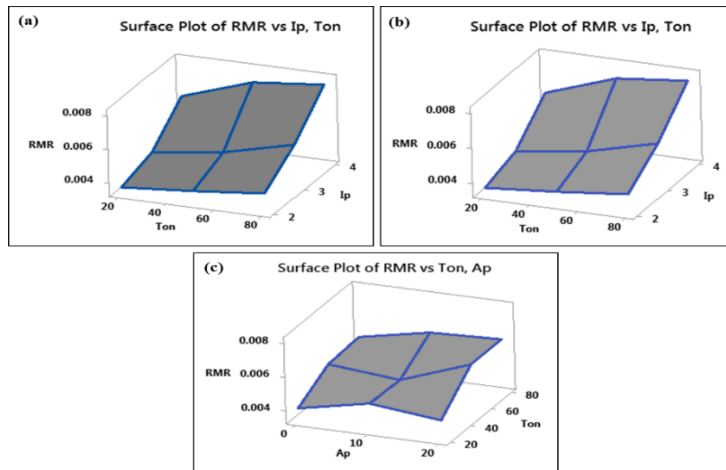 (a)
Surface Plot of RMR vs Ip, Ton
0.008
RMR 0.006
0.004
20
40
60
80
Ton
2
3
4
Ip
(b)
Surface Plot of RMR vs Ip, Ton
0.008
RMR 0.006
0.004
20
40
60
80
Ton
2
3
4
Ip
(c)
Surface Plot of RMR vs Ton, Ap
0.008
RMR 0.006
0.004
0
10
20
Ap
20
40
60
80
Ton